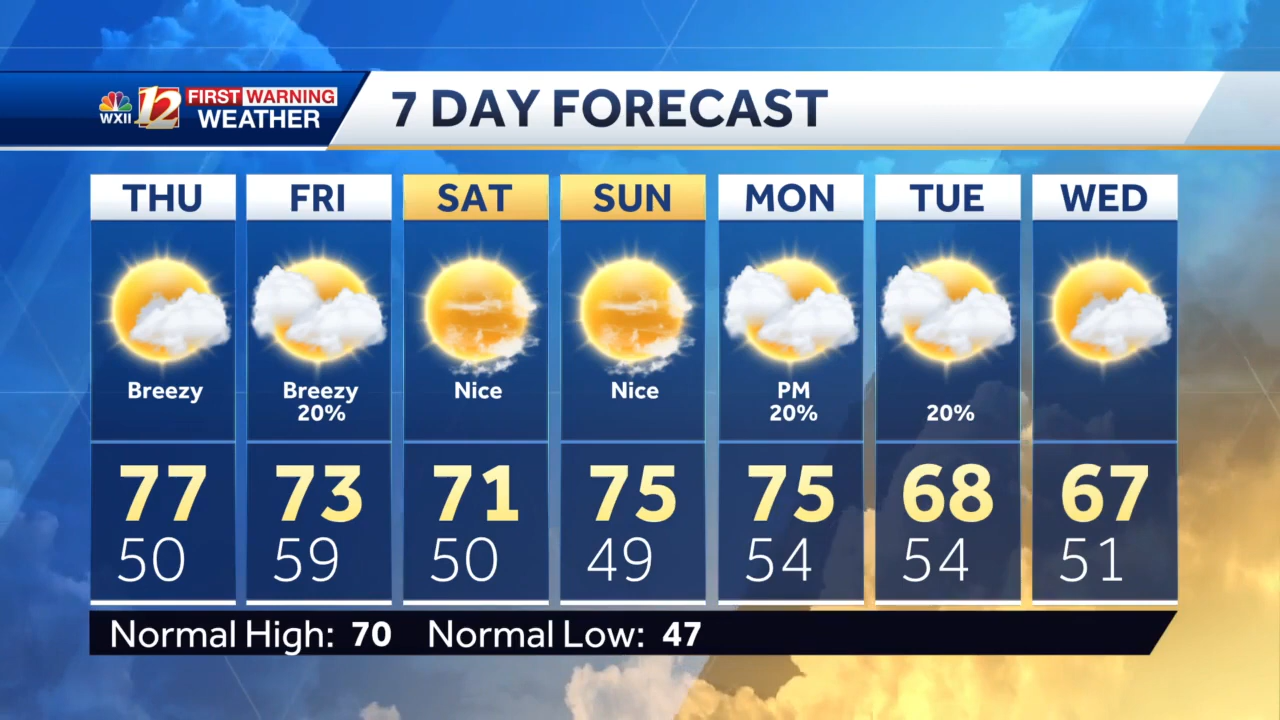 WXII 12 FIRST WARNING WEATHER
7 DAY FORECAST
THU FRI SAT SUN MON TUE WED
Breezy Breezy Nice Nice PM
20% 20% 20%
77 73 71 75 75 68 67
50 59 50 49 54 54 51
Normal High: 70 Normal Low: 47